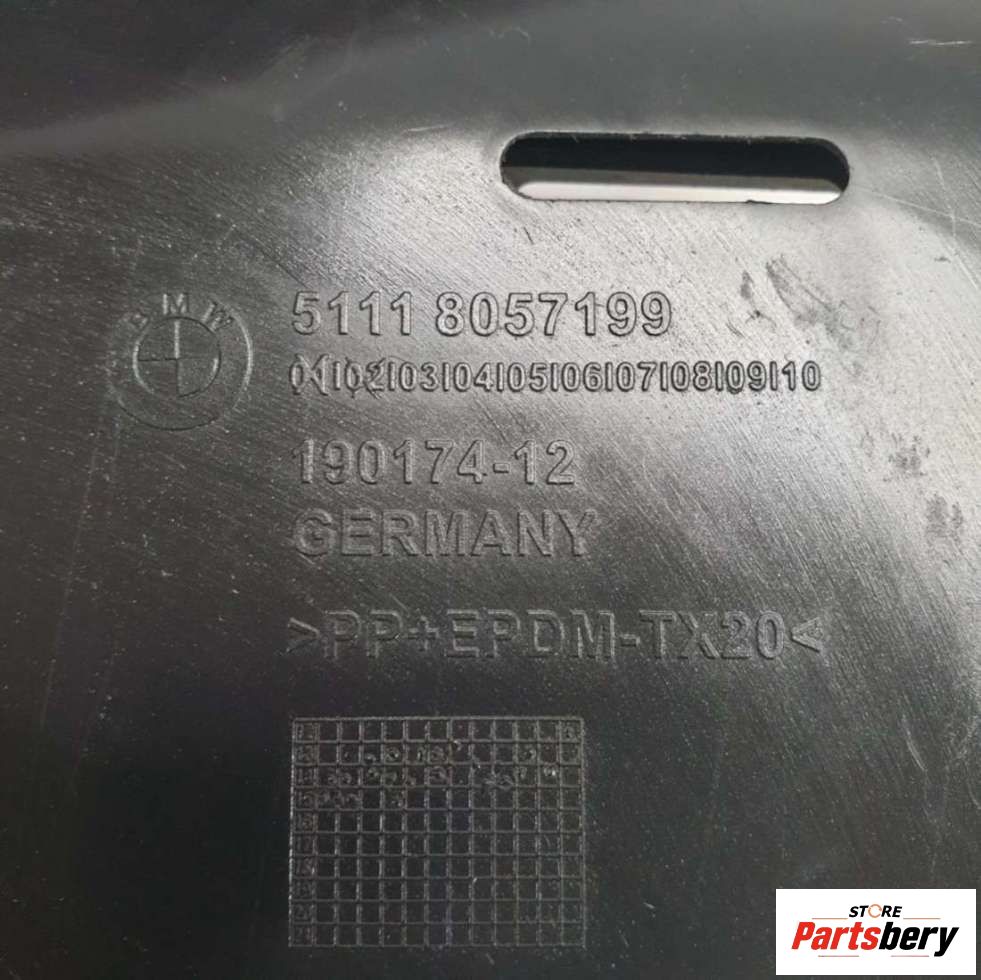 BMW
5111 8057199
01|02|03|04|05|06|07|08|09|10
190174-12
GERMANY
>PP+EPDM-TX20<
STORE
Partsbery